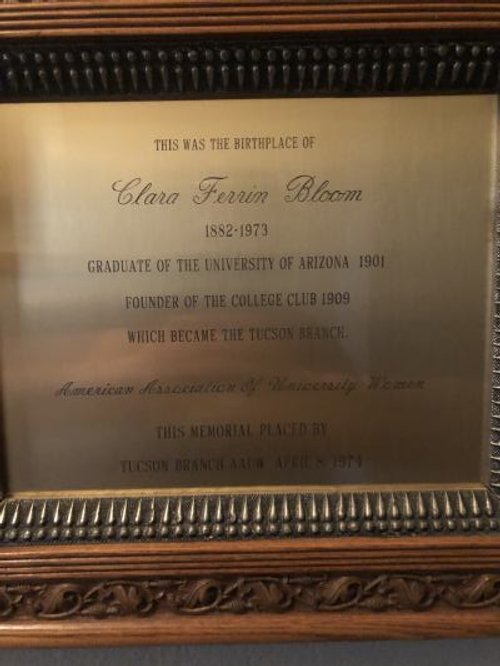 THIS WAS THE BIRTHPLACE OF
Clara Ferrin Bloom
1882-1973
GRADUATE OF THE UNIVERSITY OF ARIZONA 1901
FOUNDER OF THE COLLEGE CLUB 1909
WHICH BECAME THE TUCSON BRANCH.
American Association Of University Women
THIS MEMORIAL PLACED BY
TUCSON BRANCH AAUW APRIL 8, 1974